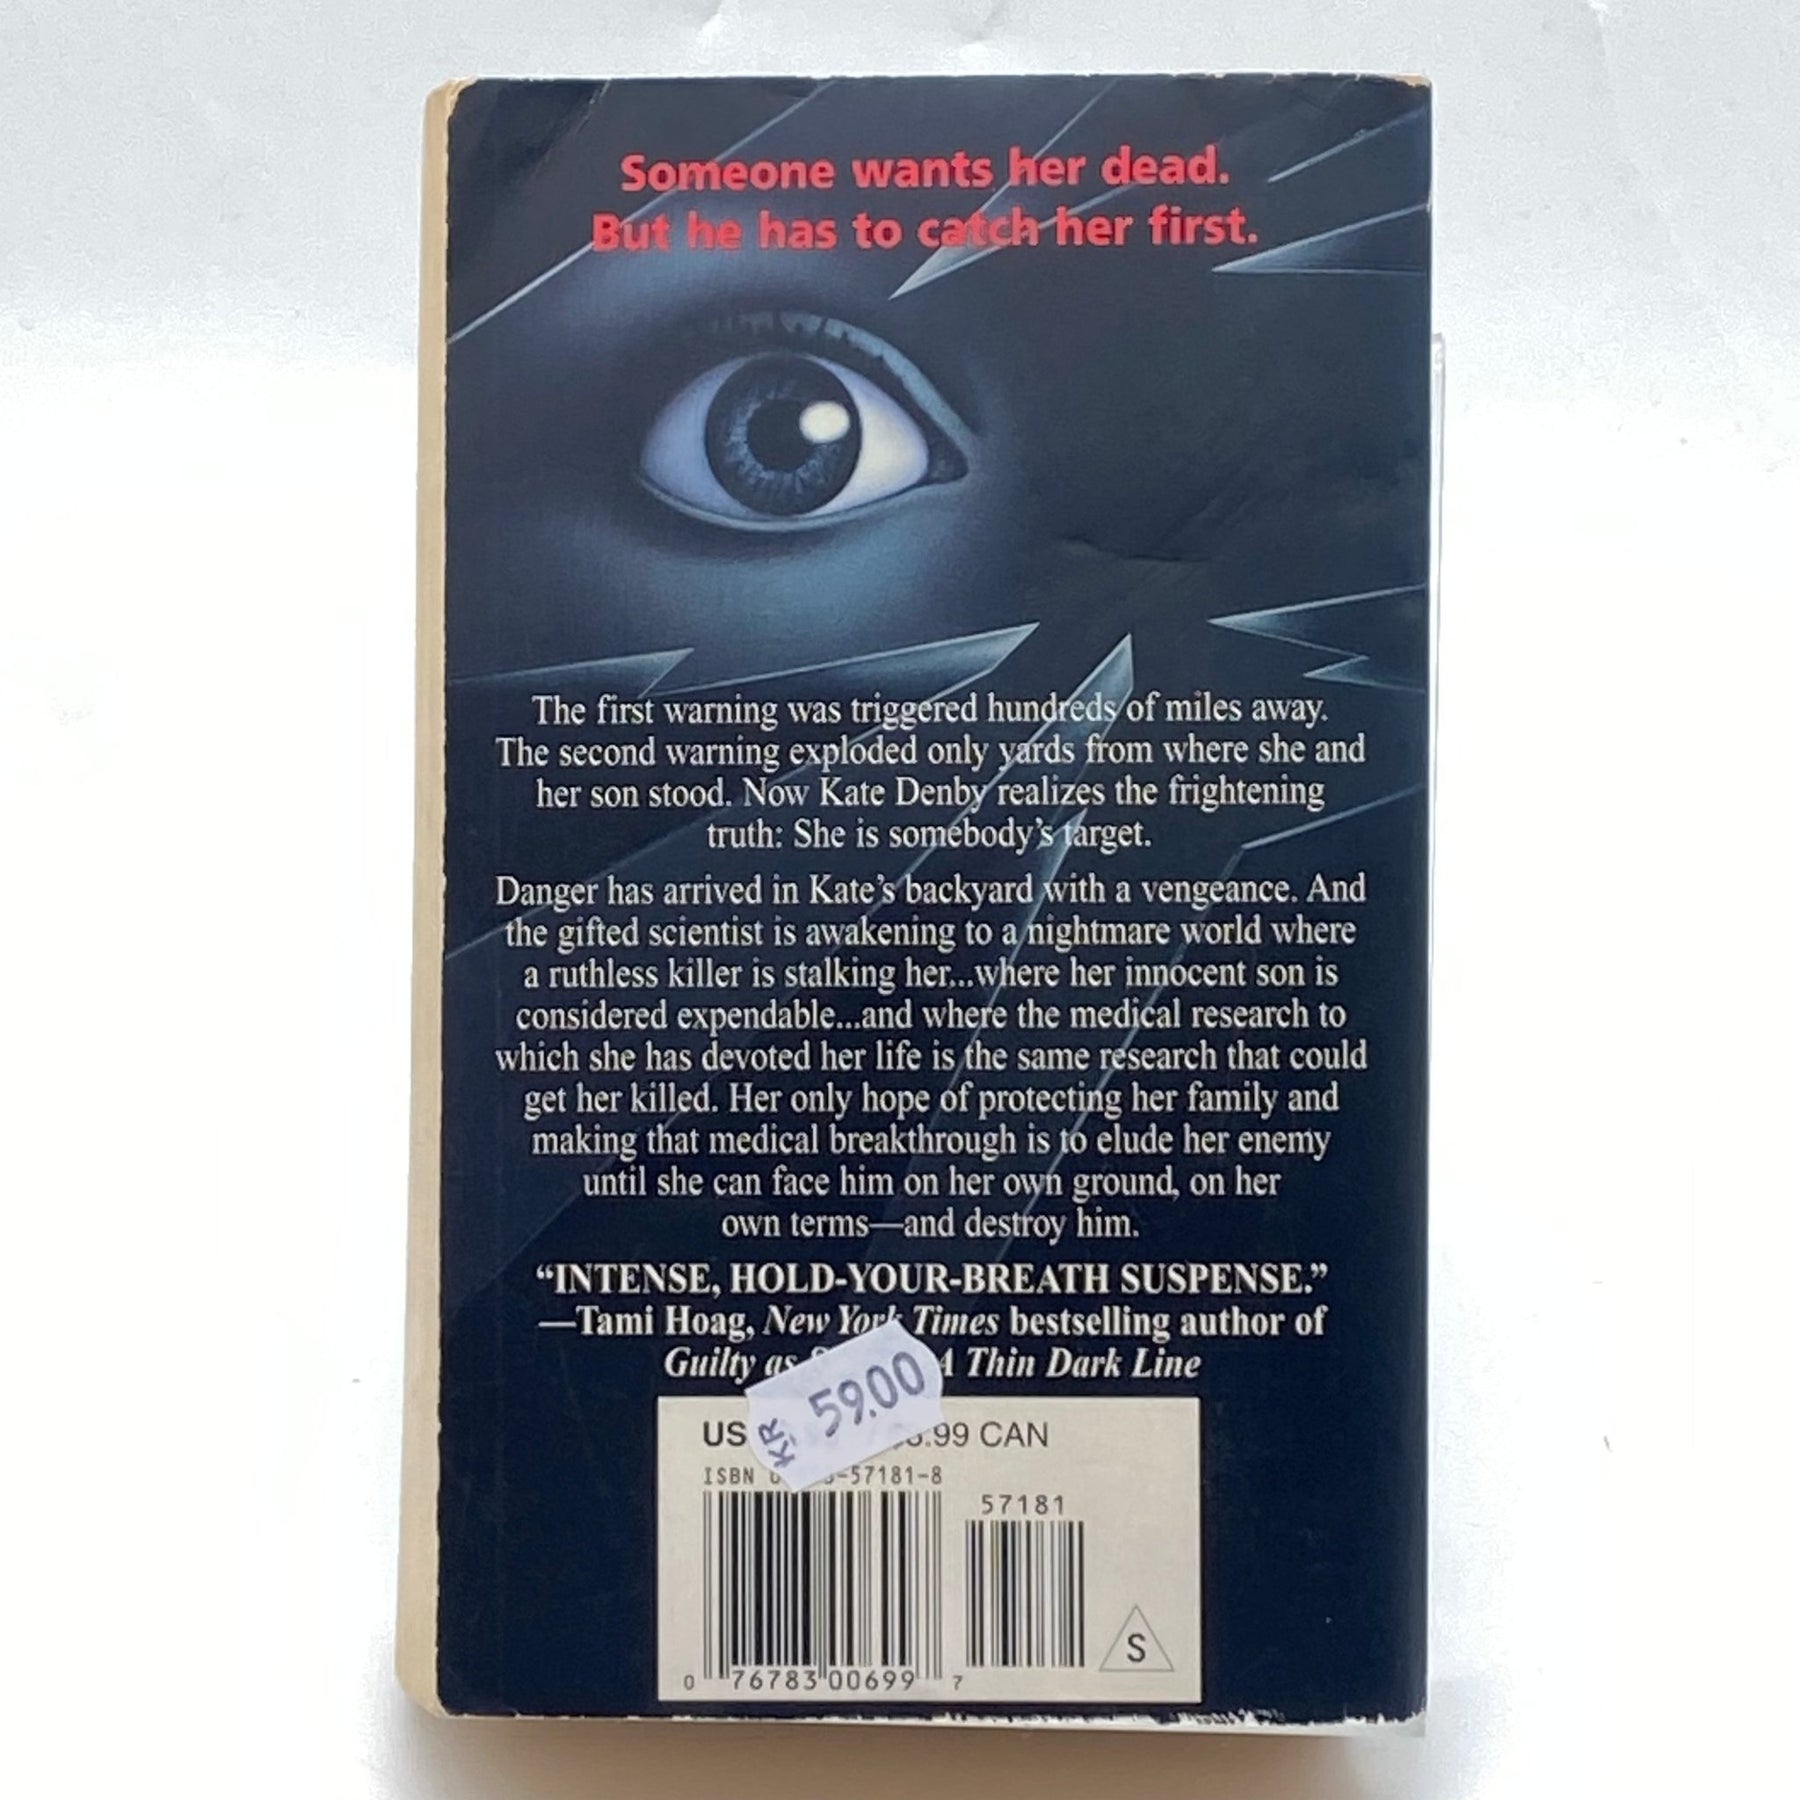 Someone wants her dead.
But he has to catch her first.
The first warning was triggered hundreds of miles away.
The second warning exploded only yards from where she and
her son stood. Now Kate Denby realizes the frightening
truth: She is somebody's target.
Danger has arrived in Kate's backyard with a vengeance. And
the gifted scientist is awakening to a nightmare world where
a ruthless killer is stalking her...where her innocent son is
considered expendable...and where the medical research to
which she has devoted her life is the same research that could
get her killed. Her only hope of protecting her family and
making that medical breakthrough is to elude her enemy
until she can face him on her own ground, on her
own terms—and destroy him.
“INTENSE, HOLD-YOUR-BREATH SUSPENSE.”
—Tami Hoag, New York Times bestselling author of
Guilty as A Thin Dark Line
KR 59.00
US .99 CAN
ISBN -57181-8
57181
S
0 76783 00699 7